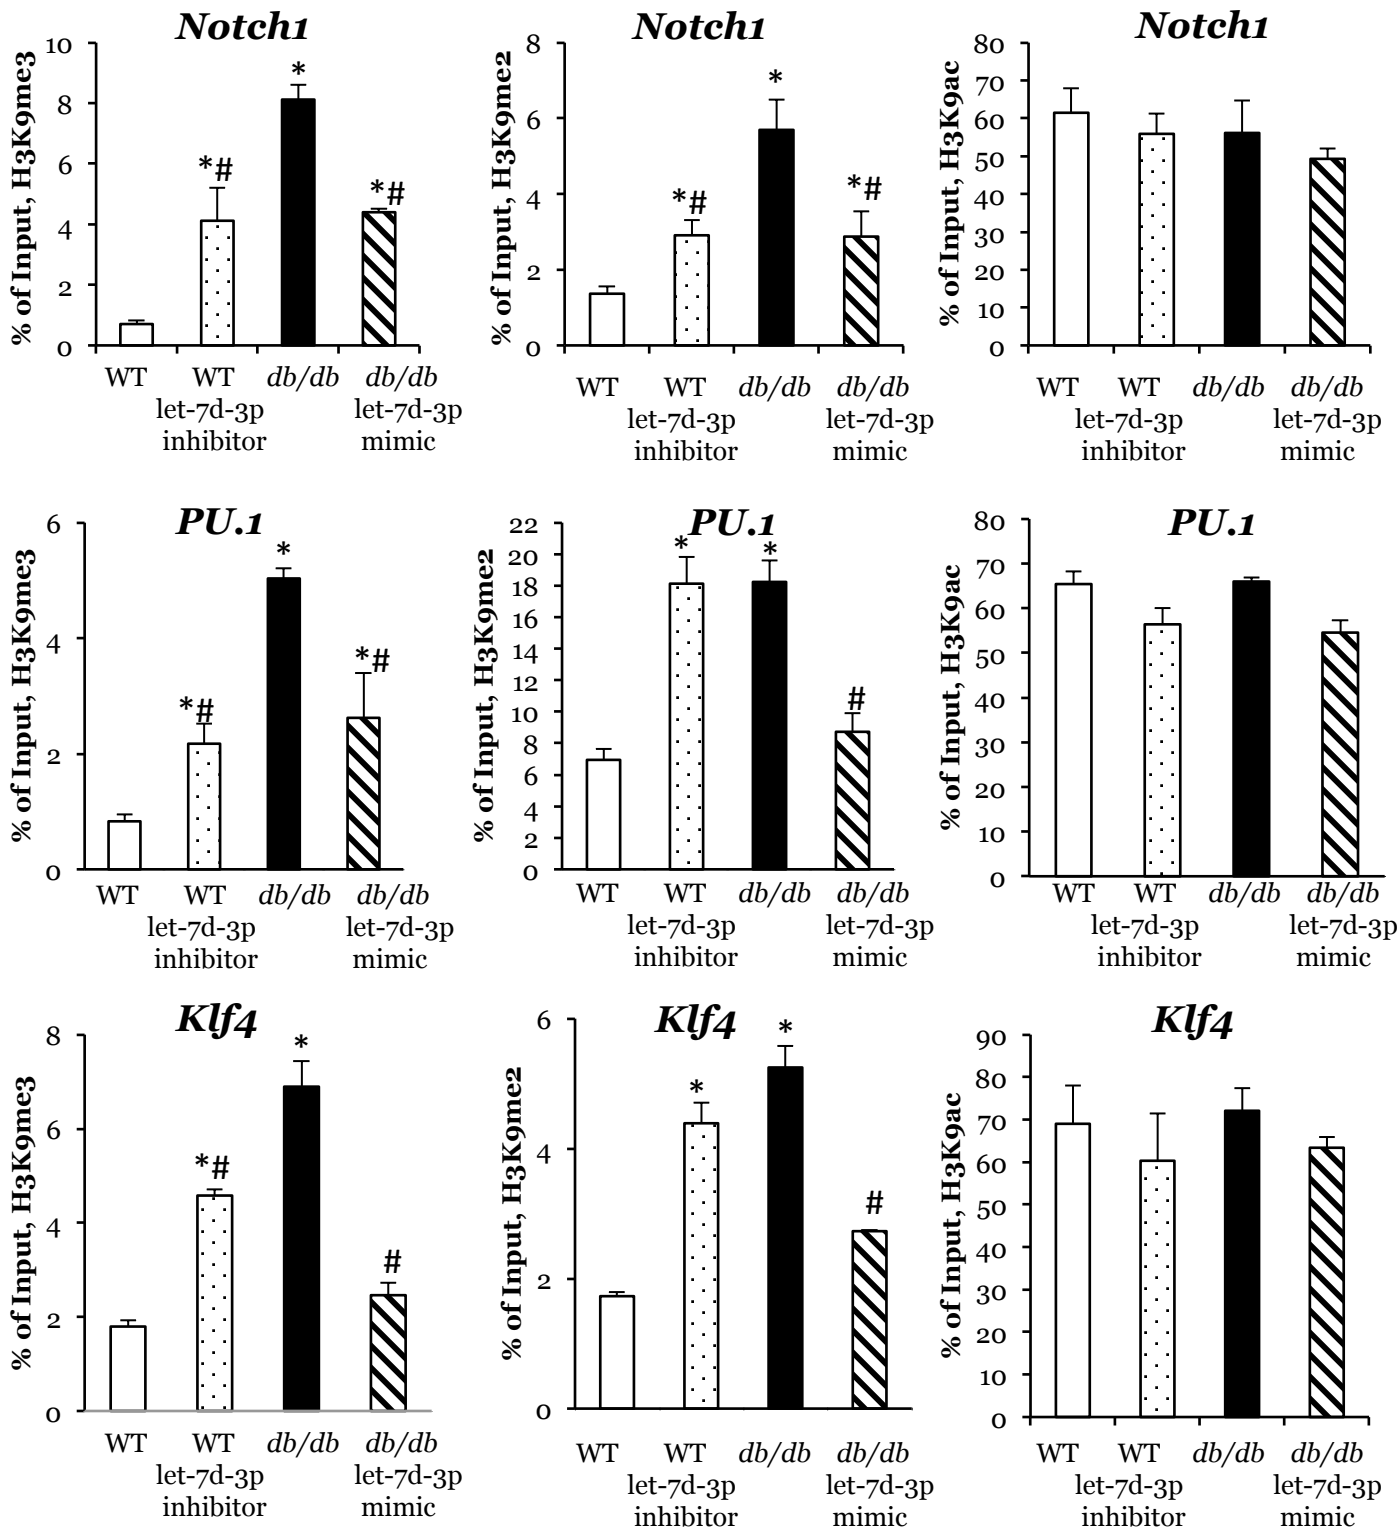 Notch1
% of Input, H3K9me3
10
8
6
4
2
0
*
*#
*#
WT WT db/db db/db
let-7d-3p let-7d-3p
inhibitor mimic
Notch1
% of Input, H3K9me2
8
6
4
2
0
*
*#
*#
WT WT db/db db/db
let-7d-3p let-7d-3p
inhibitor mimic
Notch1
% of Input, H3K9ac
80
70
60
50
40
30
20
10
0
WT WT db/db db/db
let-7d-3p let-7d-3p
inhibitor mimic
PU.1
% of Input, H3K9me3
6
4
2
0
*
*#
*#
WT WT db/db db/db
let-7d-3p let-7d-3p
inhibitor mimic
PU.1
% of Input, H3K9me2
22
20
18
16
14
12
10
8
6
4
2
0
* *
#
WT WT db/db db/db
let-7d-3p let-7d-3p
inhibitor mimic
PU.1
% of Input, H3K9ac
80
70
60
50
40
30
20
10
0
WT WT db/db db/db
let-7d-3p let-7d-3p
inhibitor mimic
Klf4
% of Input, H3K9me3
8
6
4
2
0
*
*#
#
WT WT db/db db/db
let-7d-3p let-7d-3p
inhibitor mimic
Klf4
% of Input, H3K9me2
6
4
2
0
*
*
#
WT WT db/db db/db
let-7d-3p let-7d-3p
inhibitor mimic
Klf4
% of Input, H3K9ac
90
80
70
60
50
40
30
20
10
0
WT WT db/db db/db
let-7d-3p let-7d-3p
inhibitor mimic